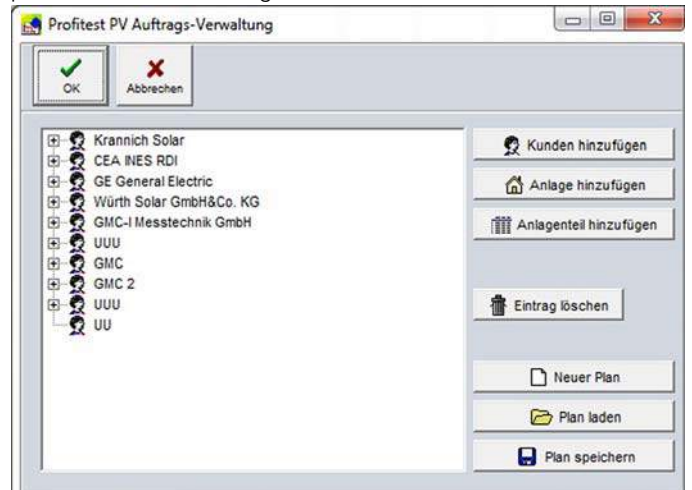 Profitest PV Auftrags-Verwaltung
OK
Abbrechen
Krannich Solar
CEA INES RDI
GE General Electric
Würth Solar GmbH&Co. KG
GMC-I Messtechnik GmbH
UUU
GMC
GMC 2
UUU
UU
Kunden hinzufügen
Anlage hinzufügen
Anlagenteil hinzufügen
Eintrag löschen
Neuer Plan
Plan laden
Plan speichern